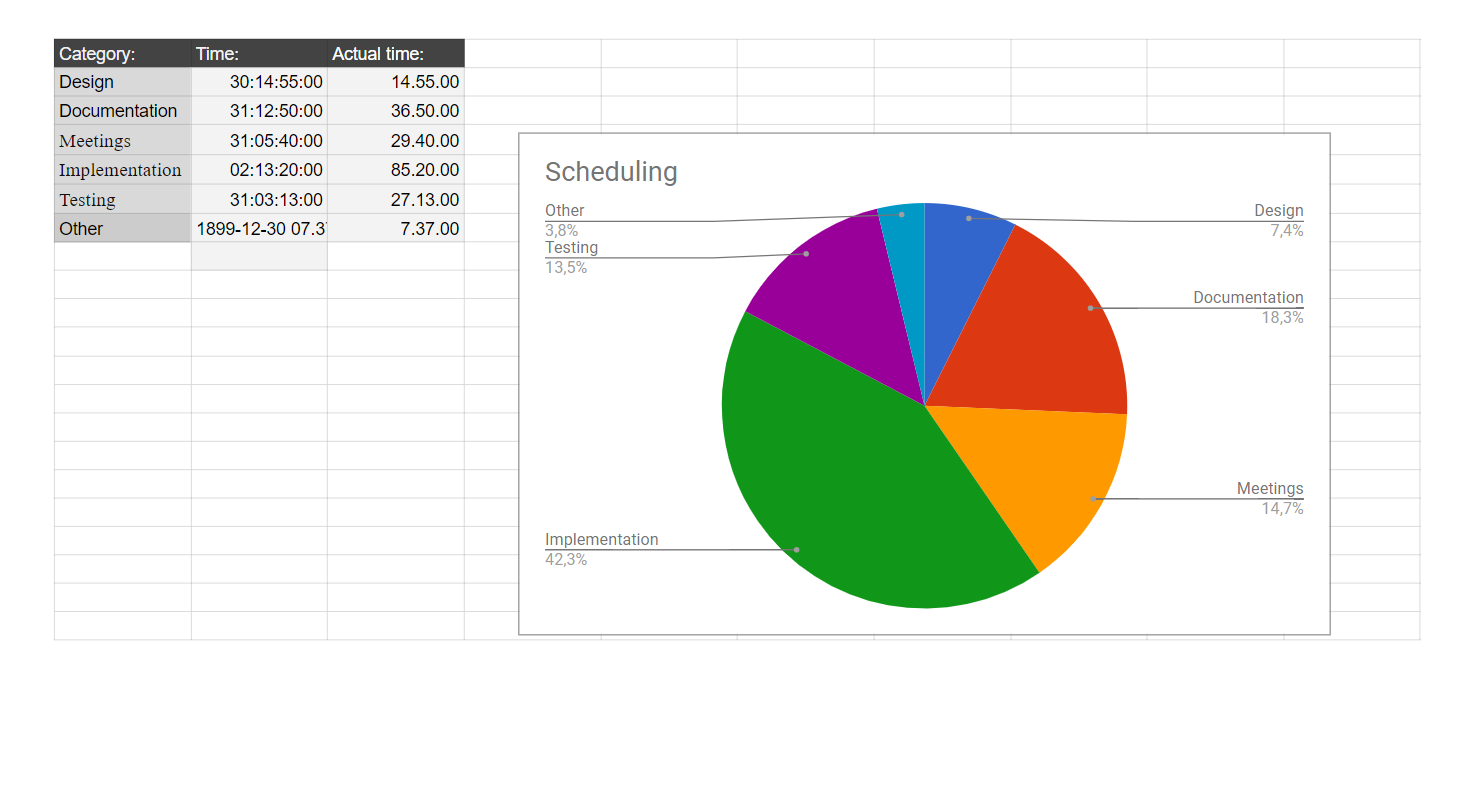 Category: Time: Actual time:
Design 30:14:55:00 14.55.00
Documentation 31:12:50:00 36.50.00
Meetings 31:05:40:00 29.40.00
Implementation 02:13:20:00 85.20.00
Testing 31:03:13:00 27.13.00
Other 1899-12-30 07.3 7.37.00
Scheduling
Other
3,8%
Testing
13,5%
Implementation
42,3%
Design
7,4%
Documentation
18,3%
Meetings
14,7%